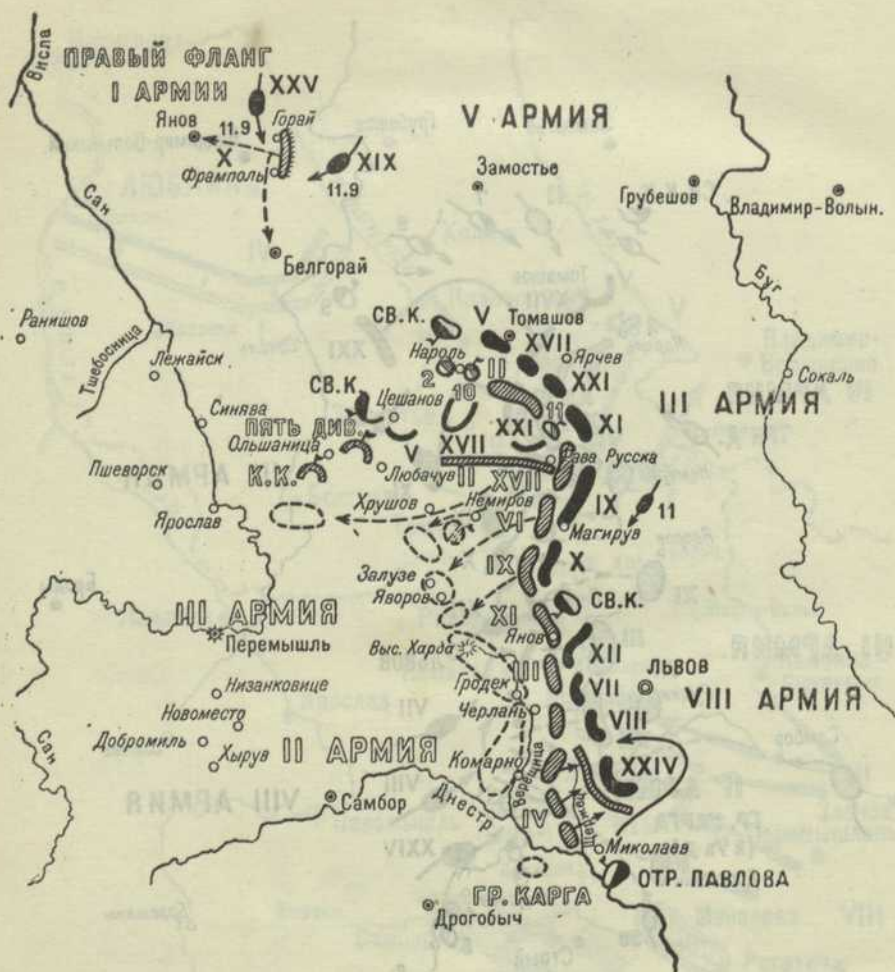 Висла
ПРАВЫЙ ФЛАНГ
I АРМИИ
XXV
Горай
Янов
11.9
X
Фрамполь
XIX
11.9
V АРМИЯ
Замостье
Грубешов
Владимир-Волын.
Сан
Белгорай
Буг
Ранишов
Тшебосница
Лежайск
СВ.К.
V
Томашов
XVII
Ярчев
Нароль
2
II
10
XXI
Сокаль
СВ.К.
Цешанов
Синява
ПЯТЬ ДИВ.
Ольшаница
V
XVII
XXI
11
XI
III АРМИЯ
Рава Русска
Пшеворск
К.К.
Любачув
II
XVII
Хрушов
Немиров
VI
IX
11
Ярослав
Магирув
Залузе
Яворов
IX
X
III АРМИЯ
Перемышль
XI
СВ.К.
Янов
Выс. Харда
XII
ЛЬВОВ
Низанковице
Гродек
III
VII
VIII АРМИЯ
Новоместо
Черлань
VIII
Добромиль
Хырув
II АРМИЯ
Комарно
Верещица
XXIV
Сан
Самбор
Днестр
IV
Щержец
Миколаев
ГР. КАРГА
ОТР. ПАВЛОВА
Дрогобыч